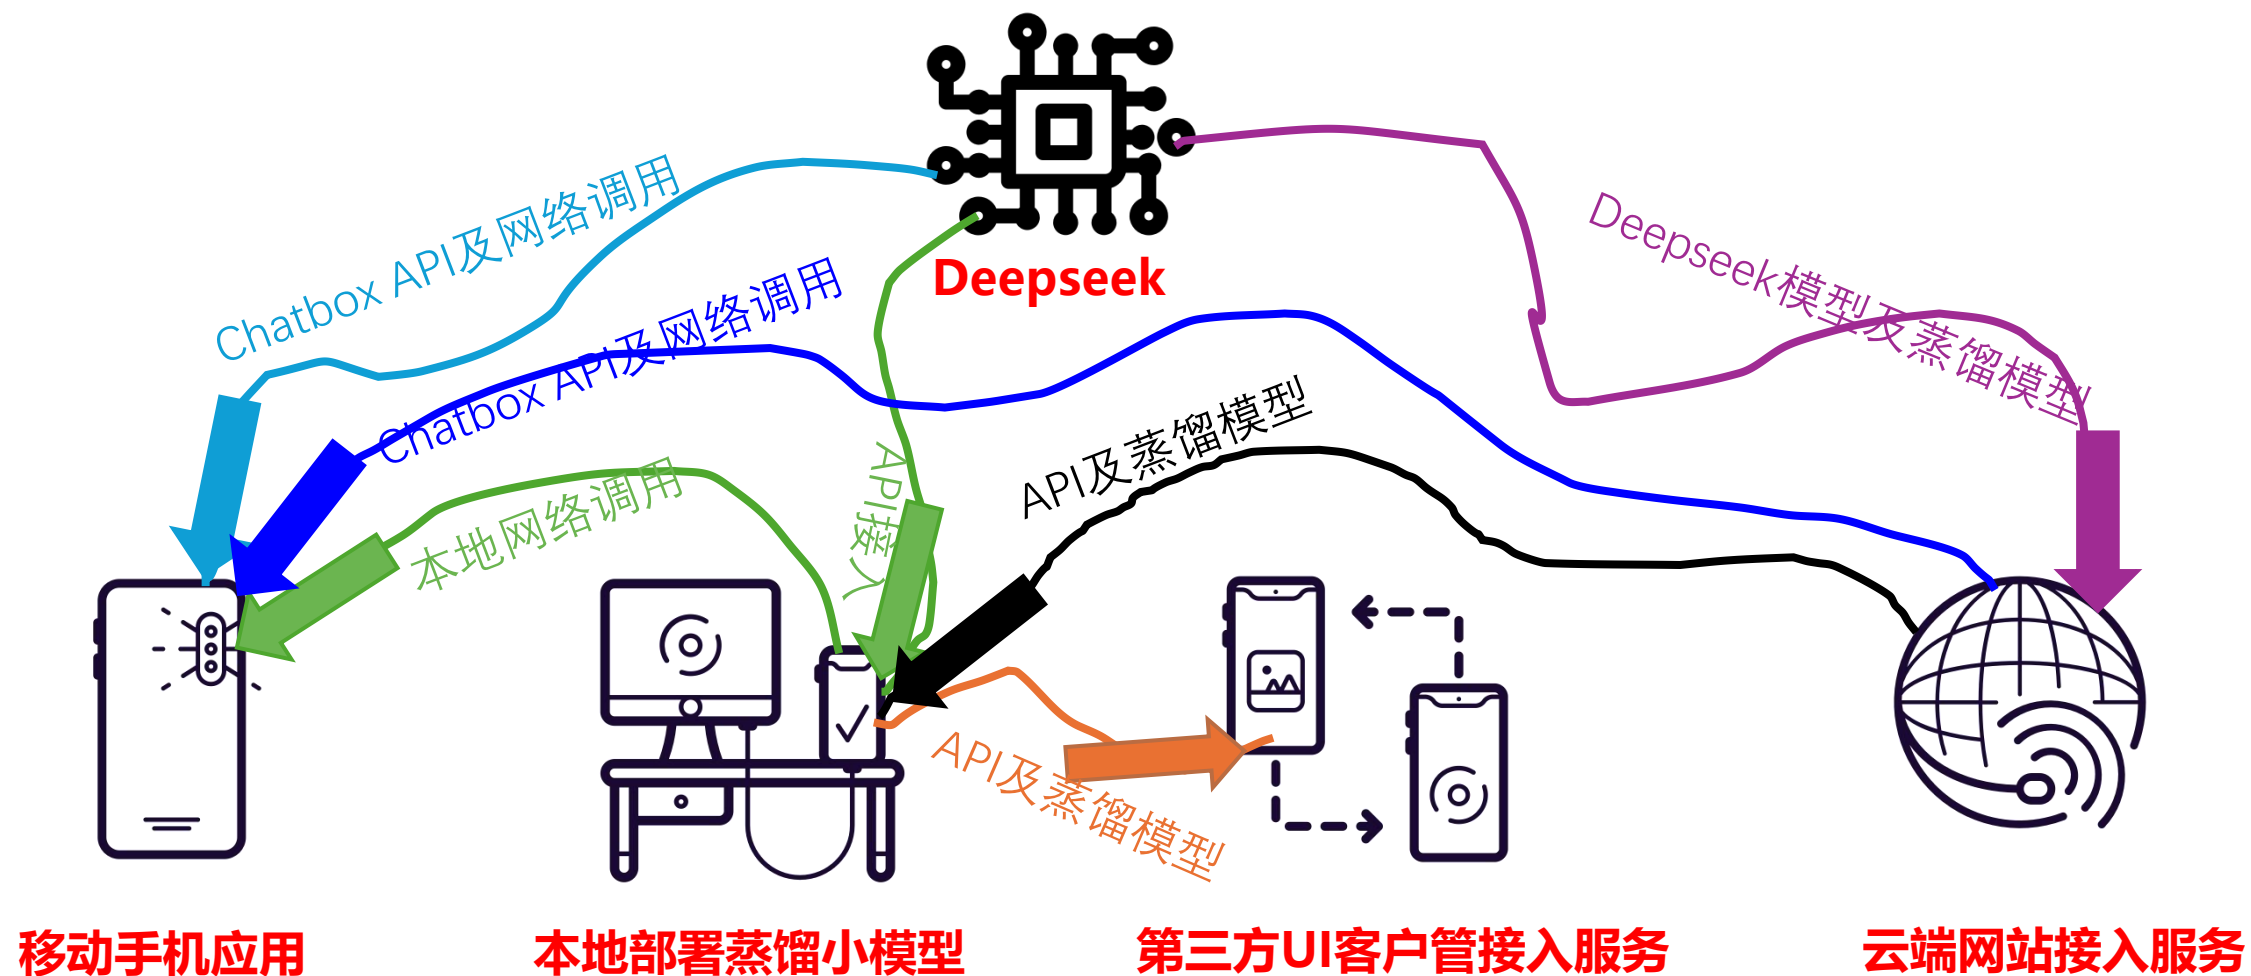 Deepseek
Chatbox API及网络调用
Chatbox API及网络调用
Deepseek模型及蒸馏模型
API及蒸馏模型
本地网络调用
API接入
API及蒸馏模型
移动手机应用
本地部署蒸馏小模型
第三方UI客户管接入服务
云端网站接入服务